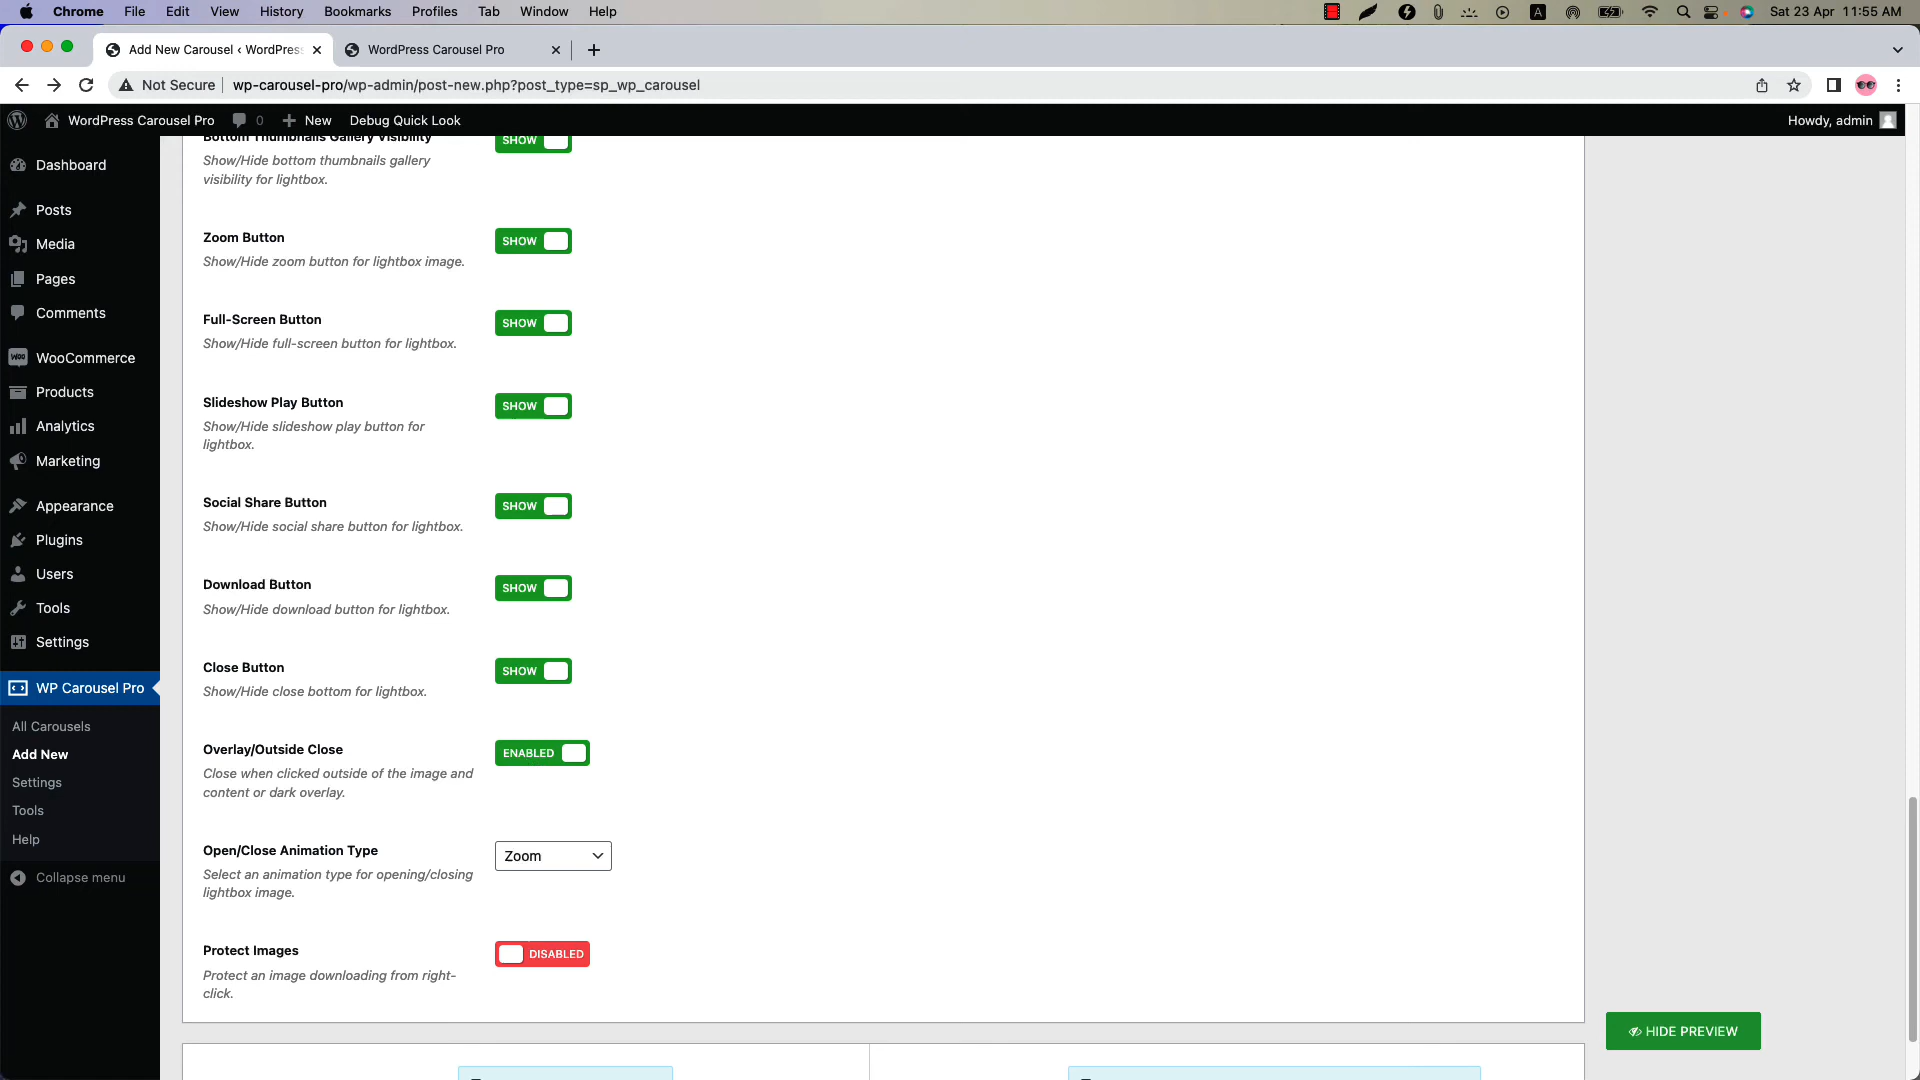 Chrome File Edit View History Bookmarks Profiles Tab Window Help
A Sat 23 Apr 11:55 AM
Add New Carousel ‹ WordPress
WordPress Carousel Pro
Not Secure wp-carousel-pro/wp-admin/post-new.php?post_type=sp_wp_carousel
WordPress Carousel Pro 0 New Debug Quick Look Howdy, admin
Dashboard
Posts
Media
Pages
Comments
Woo WooCommerce
Products
Analytics
Marketing
Appearance
Plugins
Users
Tools
Settings
WP Carousel Pro
All Carousels
Add New
Settings
Tools
Help
Collapse menu
Bottom Thumbnails Gallery Visibility SHOW
Show/Hide bottom thumbnails gallery
visibility for lightbox.
Zoom Button SHOW
Show/Hide zoom button for lightbox image.
Full-Screen Button SHOW
Show/Hide full-screen button for lightbox.
Slideshow Play Button SHOW
Show/Hide slideshow play button for
lightbox.
Social Share Button SHOW
Show/Hide social share button for lightbox.
Download Button SHOW
Show/Hide download button for lightbox.
Close Button SHOW
Show/Hide close bottom for lightbox.
Overlay/Outside Close ENABLED
Close when clicked outside of the image and
content or dark overlay.
Open/Close Animation Type Zoom
Select an animation type for opening/closing
lightbox image.
Protect Images DISABLED
Protect an image downloading from right-
click.
HIDE PREVIEW